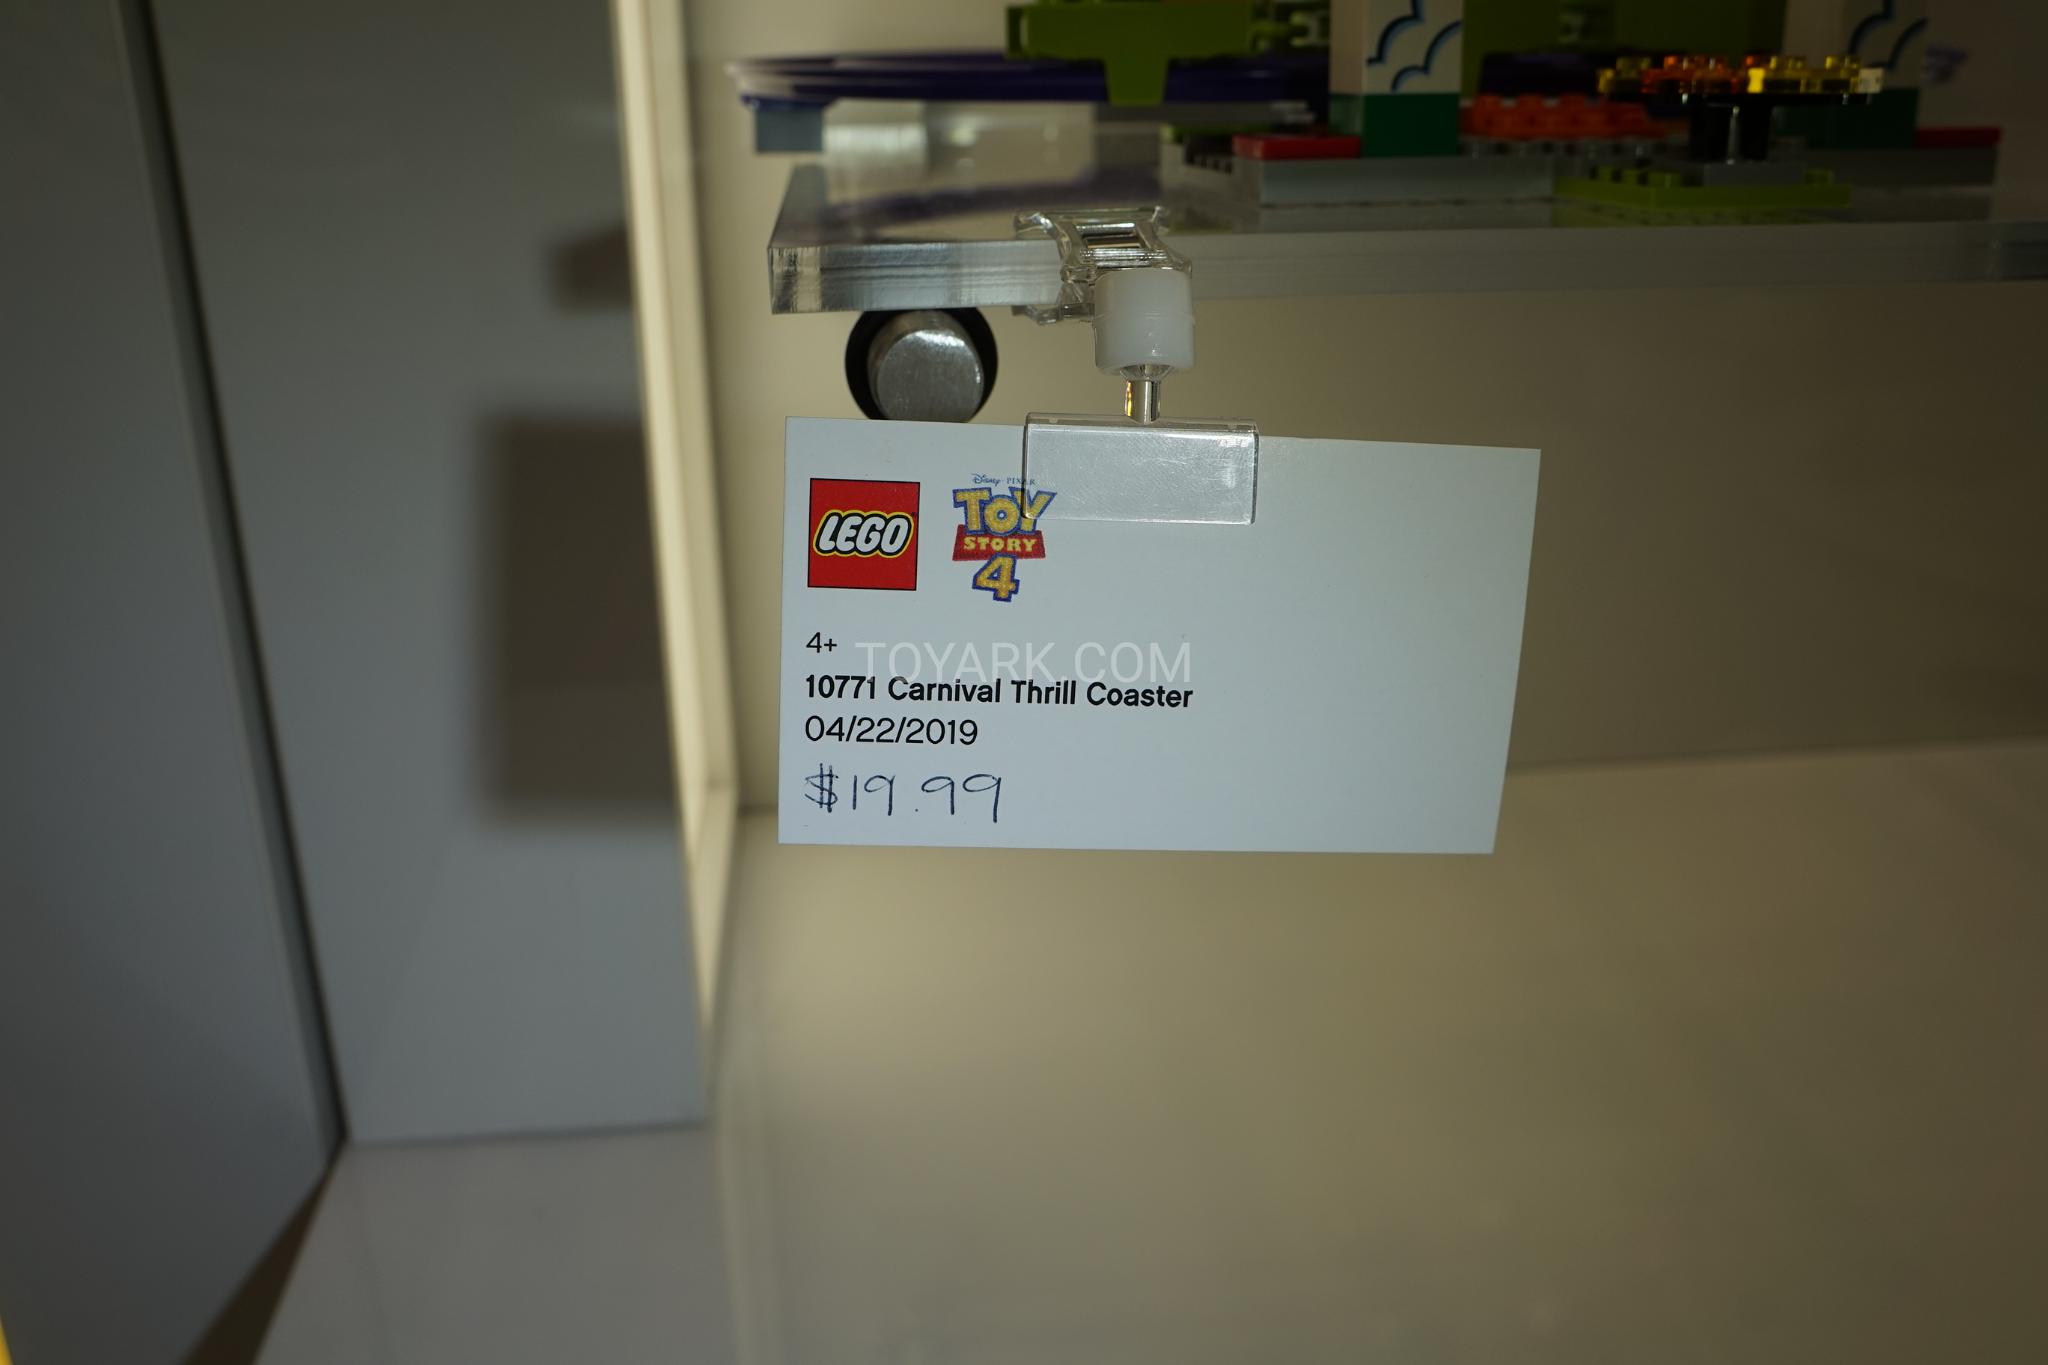 LEGO
Disney · PIXAR
TOY
STORY
4
4+
TOYARK.COM
10771 Carnival Thrill Coaster
04/22/2019
$19.99